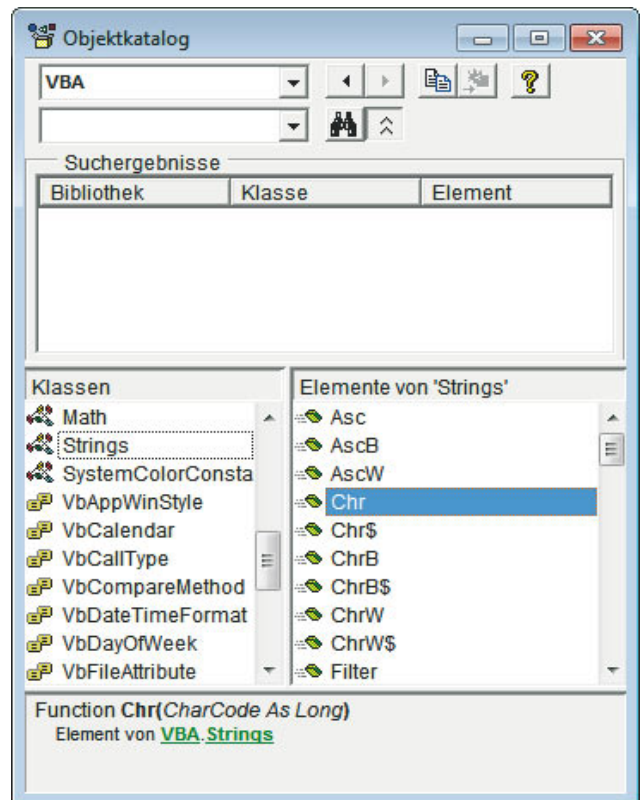 Objektkatalog
VBA
Suchergebnisse
Bibliothek Klasse Element
Klassen
Math
Strings
SystemColorConsta
VbAppWinStyle
VbCalendar
VbCallType
VbCompareMethod
VbDateTimeFormat
VbDayOfWeek
VbFileAttribute
Elemente von 'Strings'
Asc
AscB
AscW
Chr
Chr$
ChrB
ChrB$
ChrW
ChrW$
Filter
Function Chr(CharCode As Long)
Element von VBA.Strings